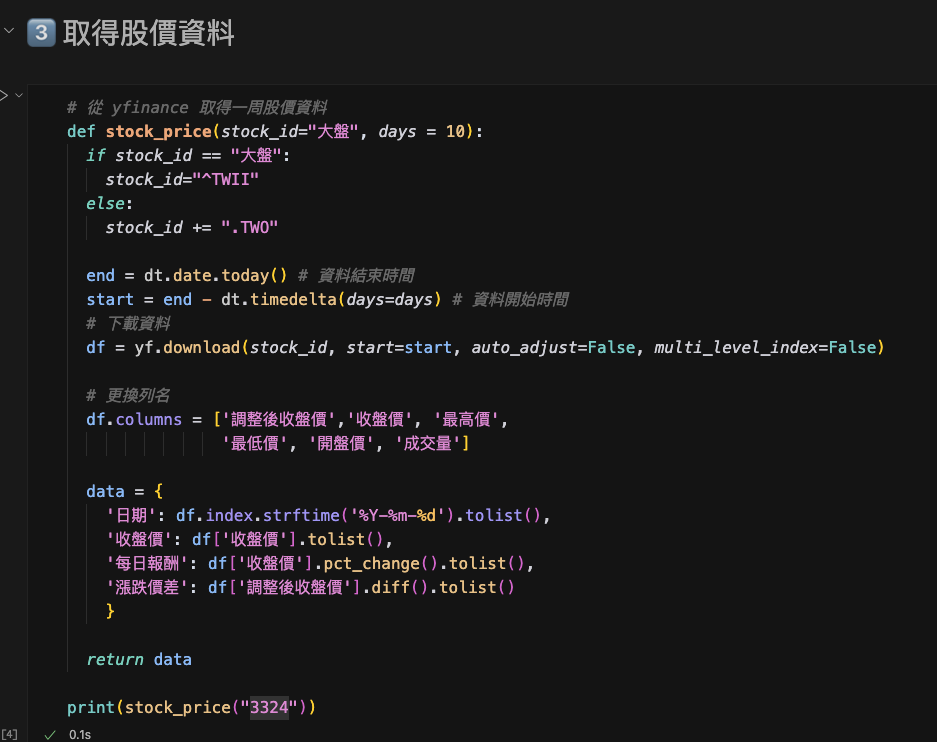 3 取得股價資料
# 從 yfinance 取得一周股價資料
def stock_price(stock_id="大盤", days = 10):
if stock_id == "大盤":
stock_id="^TWII"
else:
stock_id += ".TWO"
end = dt.date.today() # 資料結束時間
start = end - dt.timedelta(days=days) # 資料開始時間
# 下載資料
df = yf.download(stock_id, start=start, auto_adjust=False, multi_level_index=False)
# 更換列名
df.columns = ['調整後收盤價','收盤價', '最高價',
'最低價', '開盤價', '成交量']
data = {
'日期': df.index.strftime('%Y-%m-%d').tolist(),
'收盤價': df['收盤價'].tolist(),
'每日報酬': df['收盤價'].pct_change().tolist(),
'漲跌價差': df['調整後收盤價'].diff().tolist()
}
return data
print(stock_price("3324"))
[4] 0.1s